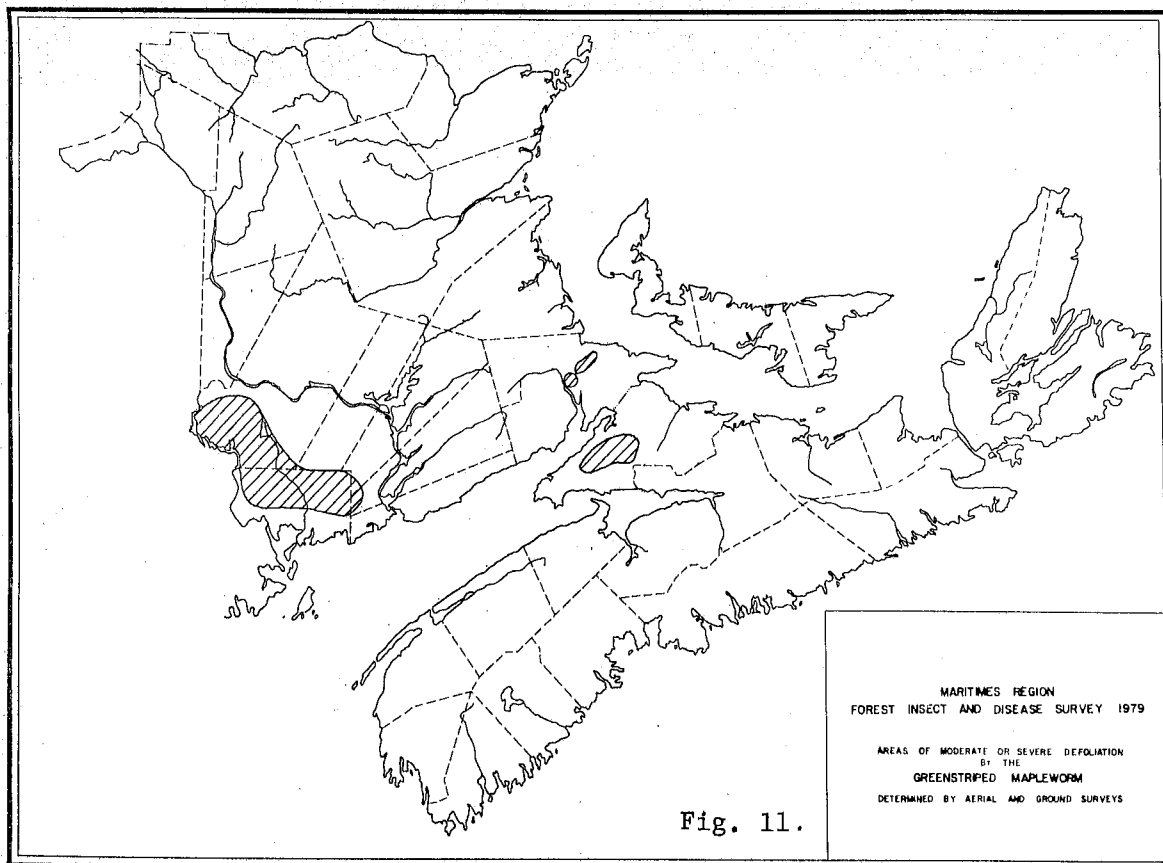 MARITIMES REGION
FOREST INSECT AND DISEASE SURVEY 1979
AREAS OF MODERATE OR SEVERE DEFOLIATION
BY THE
GREENSTRIPED MAPLEWORM
DETERMINED BY AERIAL AND GROUND SURVEYS
Fig. 11.